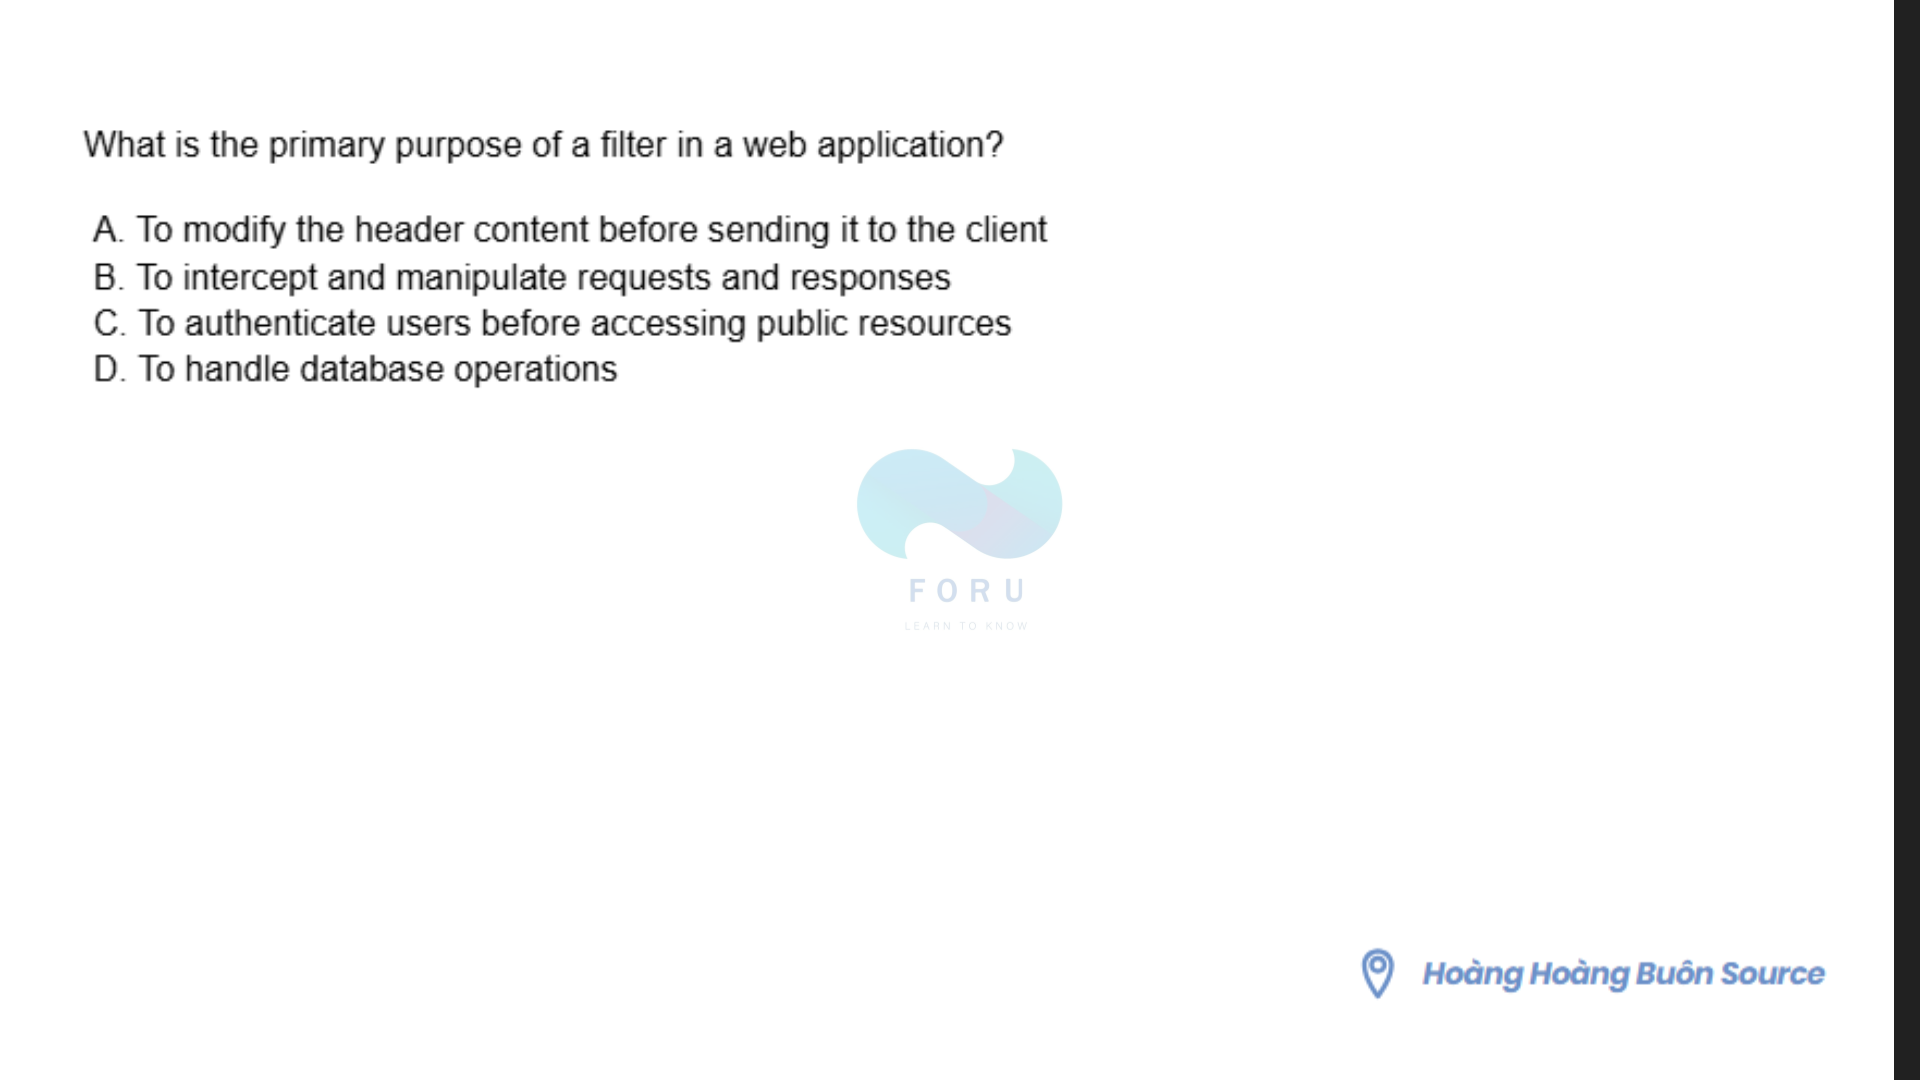 What is the primary purpose of a filter in a web application?
A. To modify the header content before sending it to the client
B. To intercept and manipulate requests and responses
C. To authenticate users before accessing public resources
D. To handle database operations
FORU
LEARN TO KNOW
Hoàng Hoàng Buôn Source